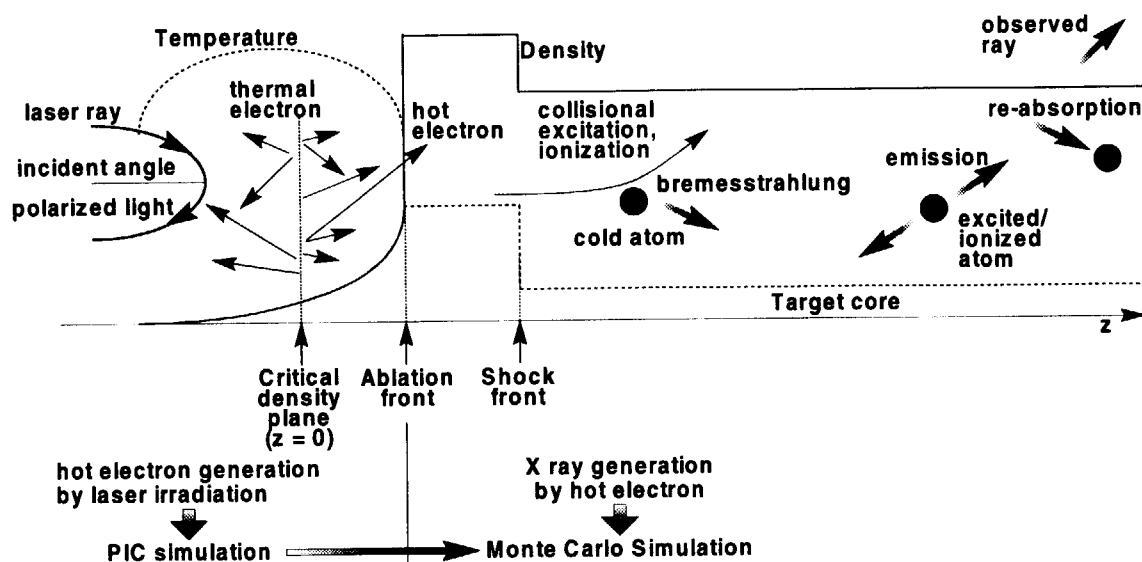 observed
ray
Temperature
Density
thermal
electron
laser ray
hot
electron
collisional
excitation,
ionization
re-absorption
incident angle
emission
polarized light
bremesstrahlung
cold atom
excited/
ionized
atom
Target core
z
Critical
density
plane
(z = 0)
Ablation
front
Shock
front
hot electron generation
by laser irradiation
X ray generation
by hot electron
PIC simulation
Monte Carlo Simulation